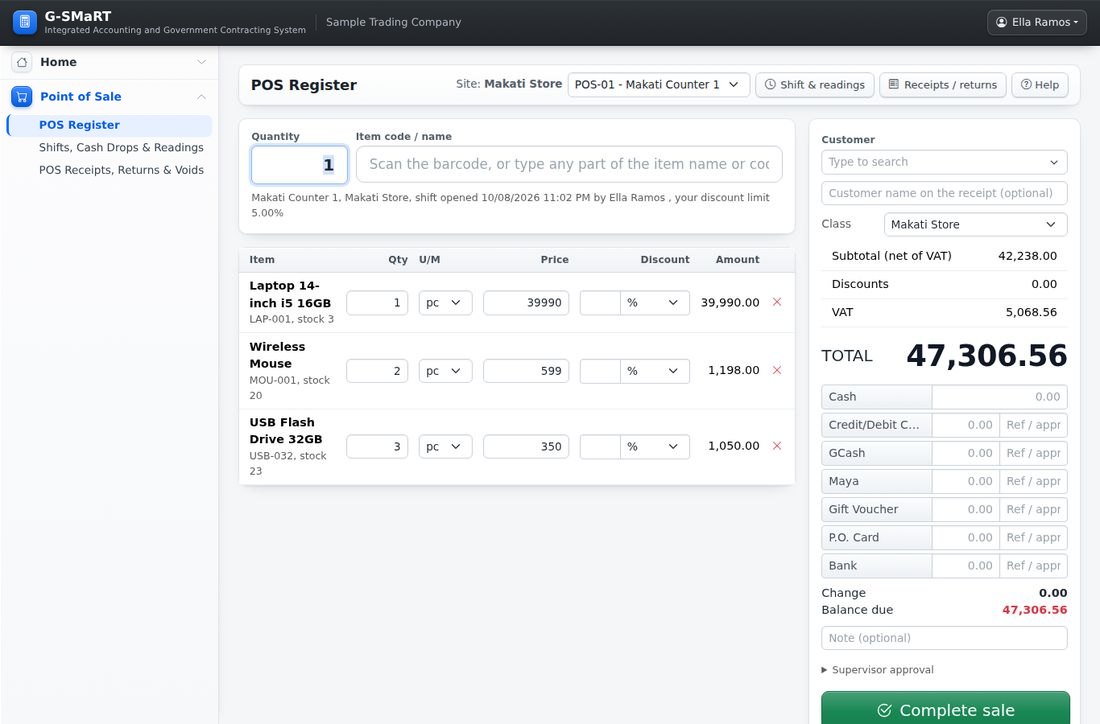 G-SMaRT
Integrated Accounting and Government Contracting System
Sample Trading Company
Ella Ramos
Home
Point of Sale
POS Register
Shifts, Cash Drops & Readings
POS Receipts, Returns & Voids
POS Register
Site: Makati Store
POS-01 - Makati Counter 1
Shift & readings
Receipts / returns
Help
Quantity
Item code / name
1
Scan the barcode, or type any part of the item name or coc
Makati Counter 1, Makati Store, shift opened 10/08/2026 11:02 PM by Ella Ramos , your discount limit
5.00%
Item Qty U/M Price Discount Amount
Laptop 14-
inch i5 16GB
LAP-001, stock 3
1 pc 39990 % 39,990.00
Wireless
Mouse
MOU-001, stock
20
2 pc 599 % 1,198.00
USB Flash
Drive 32GB
USB-032, stock
23
3 pc 350 % 1,050.00
Customer
Type to search
Customer name on the receipt (optional)
Class Makati Store
Subtotal (net of VAT) 42,238.00
Discounts 0.00
VAT 5,068.56
TOTAL 47,306.56
Cash 0.00
Credit/Debit C... 0.00 Ref / appr
GCash 0.00 Ref / appr
Maya 0.00 Ref / appr
Gift Voucher 0.00 Ref / appr
P.O. Card 0.00 Ref / appr
Bank 0.00 Ref / appr
Change 0.00
Balance due 47,306.56
Note (optional)
Supervisor approval
Complete sale